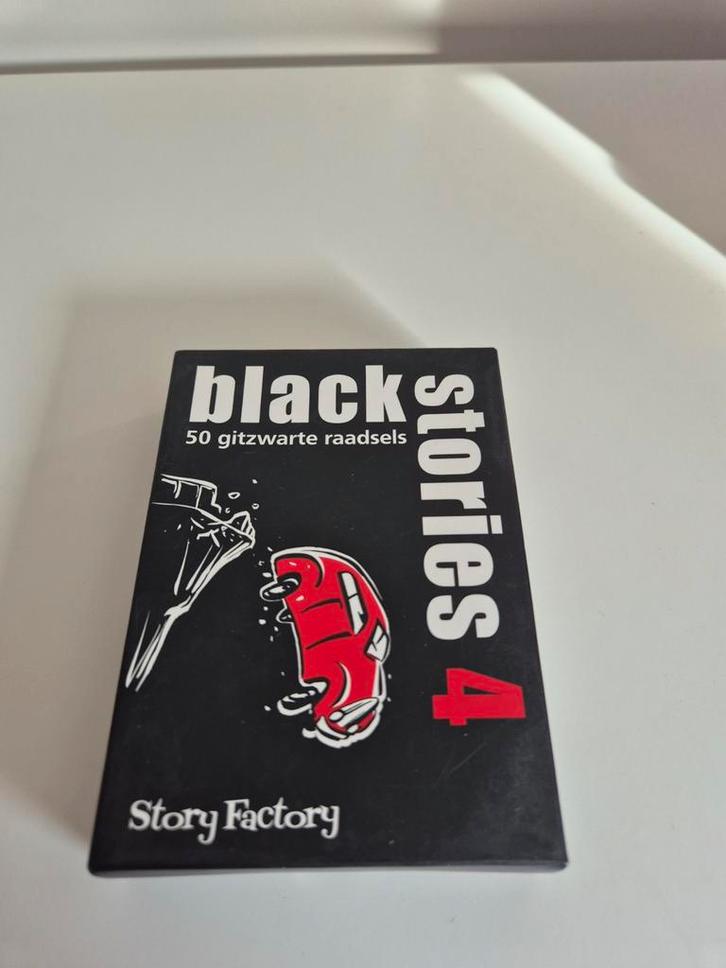 black
stories 4
50 gitzwarte raadsels
Story Factory